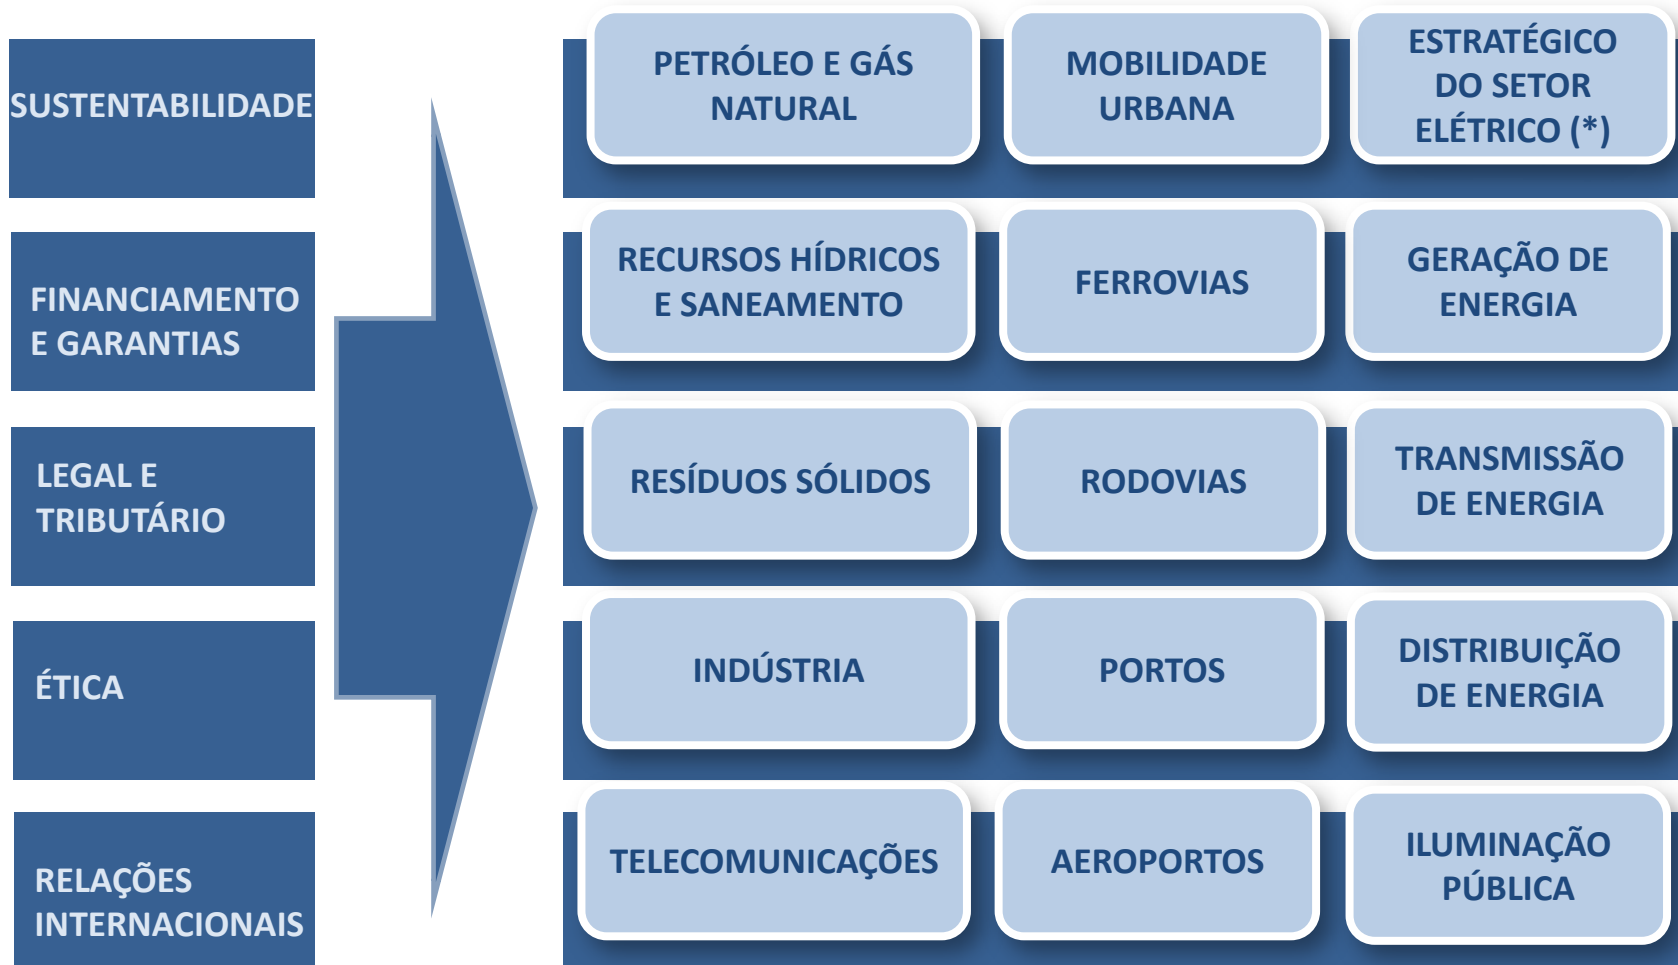 SUSTENTABILIDADE
FINANCIAMENTO
E GARANTIAS
LEGAL E
TRIBUTÁRIO
ÉTICA
RELAÇÕES
INTERNACIONAIS
PETRÓLEO E GÁS
NATURAL
MOBILIDADE
URBANA
ESTRATÉGICO
DO SETOR
ELÉTRICO (*)
RECURSOS HÍDRICOS
E SANEAMENTO
FERROVIAS
GERAÇÃO DE
ENERGIA
RESÍDUOS SÓLIDOS
RODOVIAS
TRANSMISSÃO
DE ENERGIA
INDÚSTRIA
PORTOS
DISTRIBUIÇÃO
DE ENERGIA
TELECOMUNICAÇÕES
AEROPORTOS
ILUMINAÇÃO
PÚBLICA